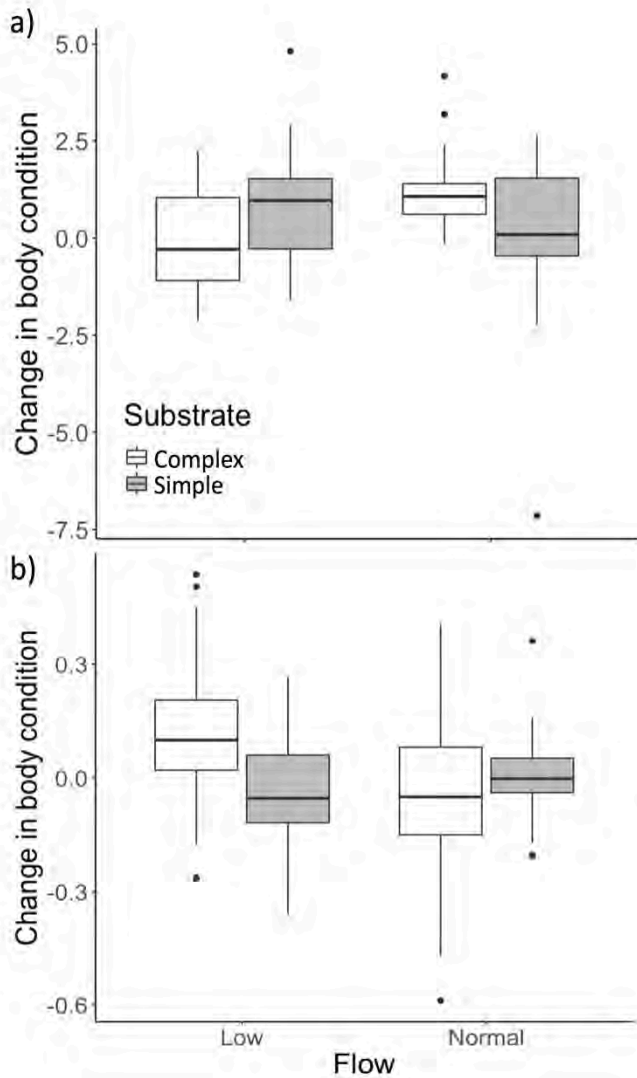 a)
Change in body condition
5.0
2.5
0.0
-2.5
-5.0
-7.5
Substrate
Complex
Simple
b)
Change in body condition
0.3
0.0
-0.3
-0.6
Low
Normal
Flow